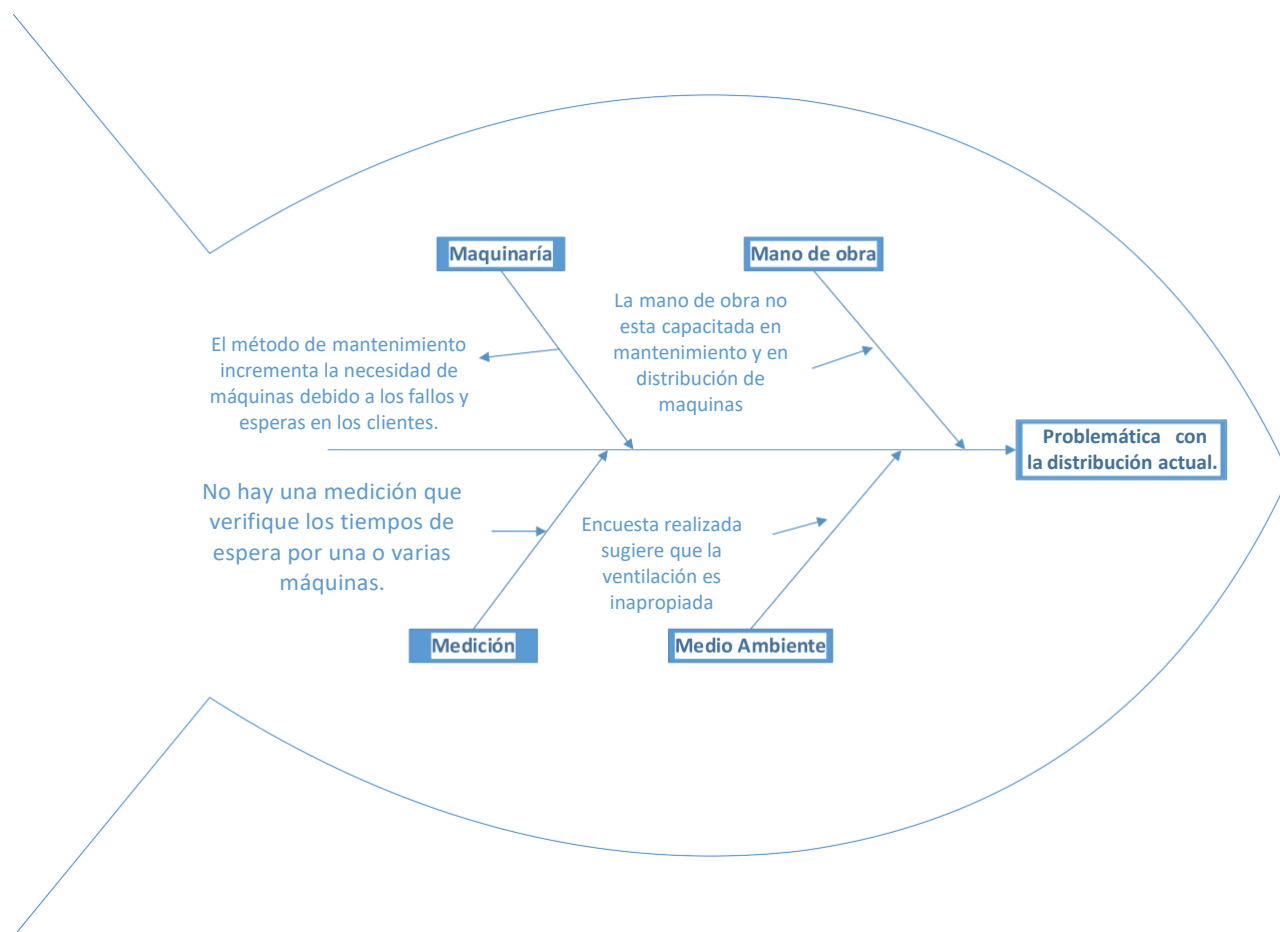 Maquinaría
Mano de obra
La mano de obra no
esta capacitada en
mantenimiento y en
distribución de
maquinas
El método de mantenimiento
incrementa la necesidad de
máquinas debido a los fallos y
esperas en los clientes.
Problemática con
la distribución actual.
No hay una medición que
verifique los tiempos de
espera por una o varias
máquinas.
Encuesta realizada
sugiere que la
ventilación es
inapropiada
Medición
Medio Ambiente